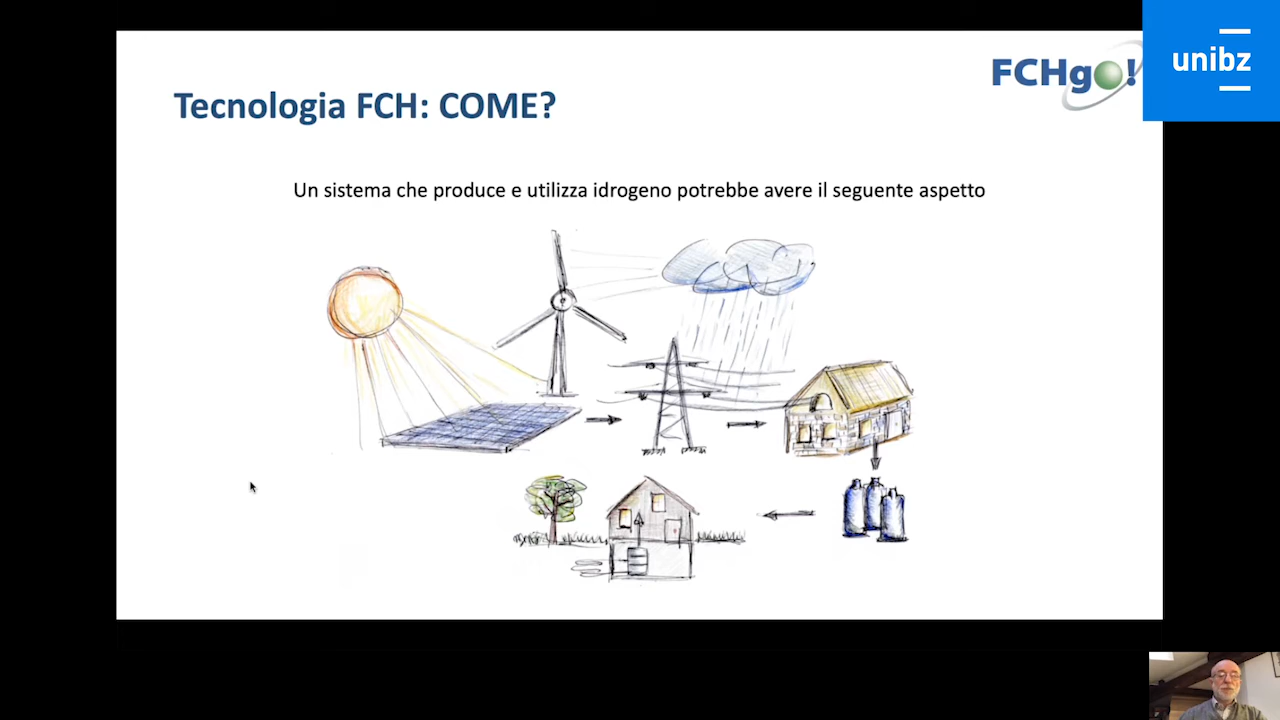 FCHgo!
unibz
Tecnologia FCH: COME?
Un sistema che produce e utilizza idrogeno potrebbe avere il seguente aspetto